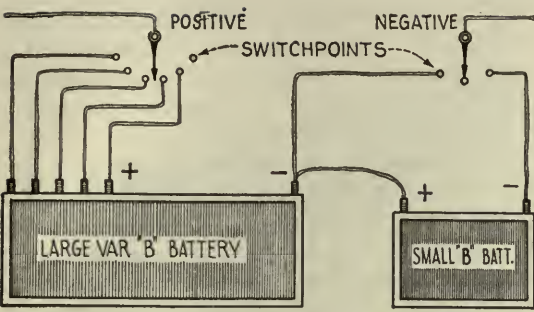 POSITIVE NEGATIVE
SWITCHPOINTS
+ - + -
LARGE VAR "B" BATTERY
SMALL "B" BATT.